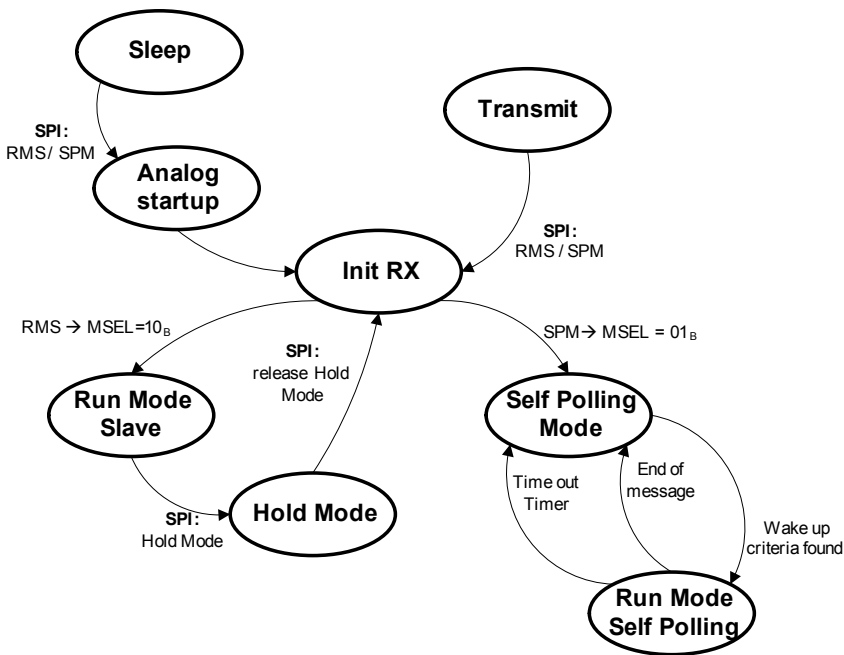 Sleep
Transmit
SPI:
RMS / SPM
Analog
startup
SPI:
RMS / SPM
Init RX
RMS → MSEL=10B
SPI:
release Hold
Mode
SPM→ MSEL = 01B
Run Mode
Slave
Self Polling
Mode
Time out
Timer
End of
message
SPI:
Hold Mode
Hold Mode
Wake up
criteria found
Run Mode
Self Polling